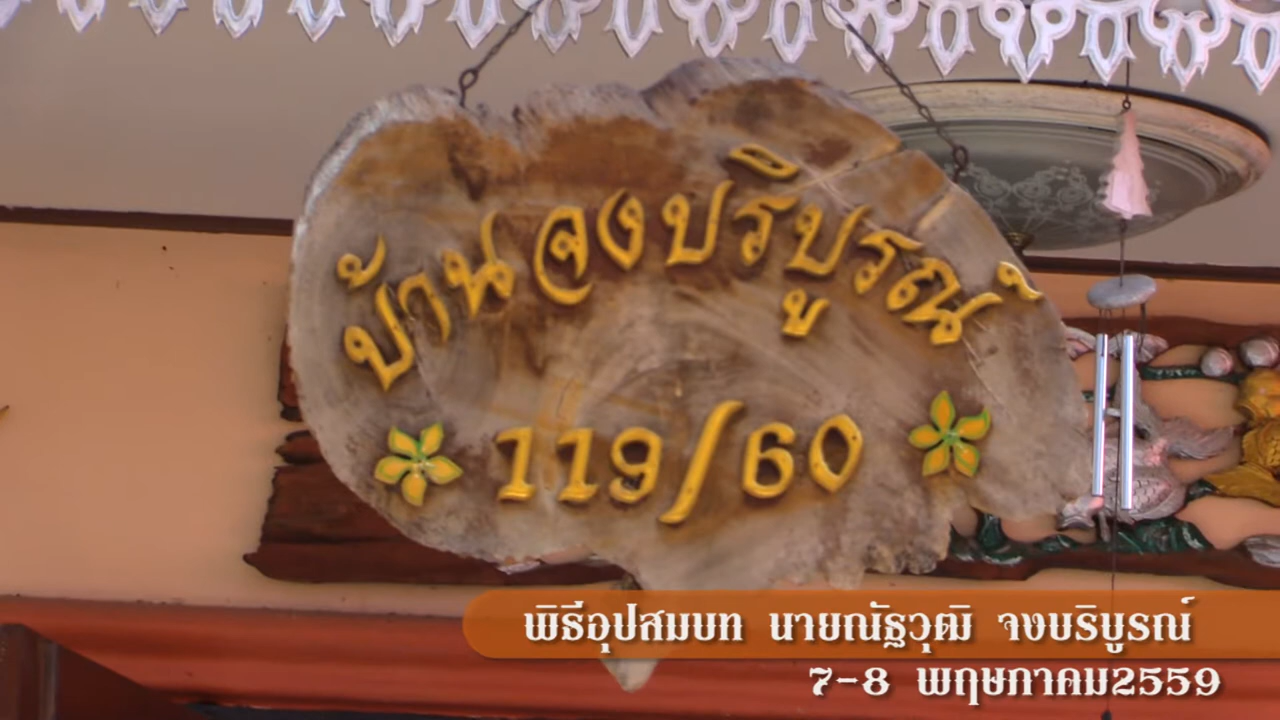 บ้านจงบริบูรณ์
119/60
พิธีอุปสมบท นายณัฐวุฒิ จงบริบูรณ์
7-8 พฤษภาคม2559